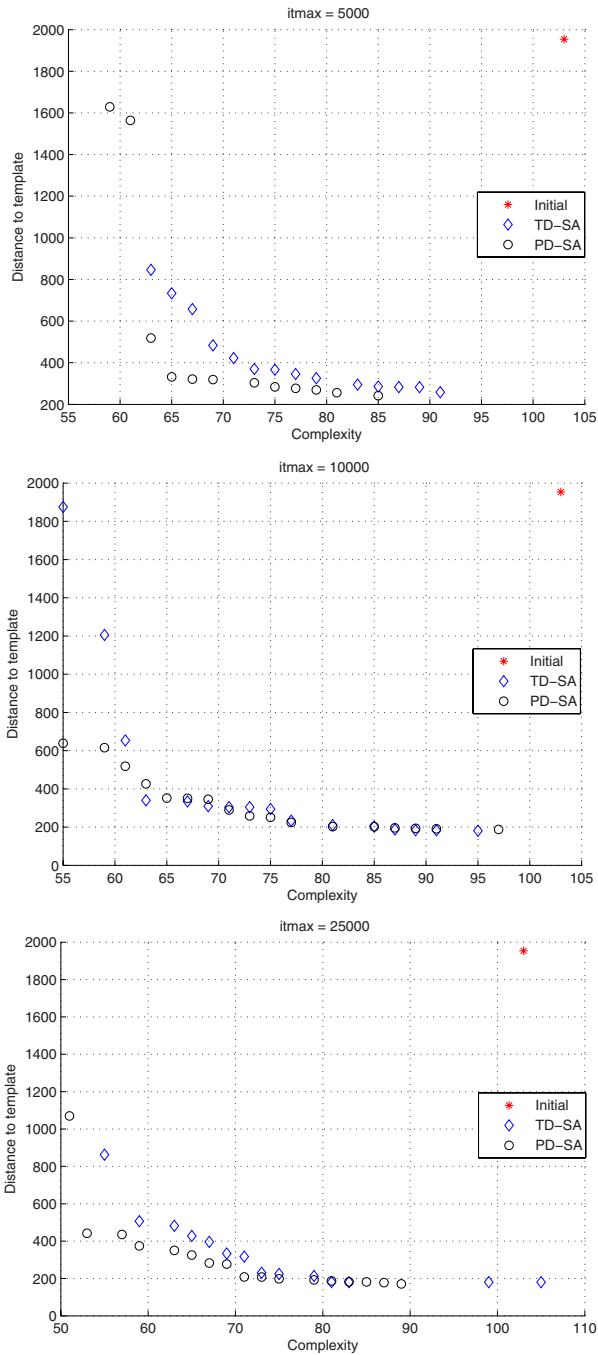 itmax = 5000
2000
1800
1600
1400
1200
1000
800
600
400
200
Distance to template
Initial
TD−SA
PD−SA
55 60 65 70 75 80 85 90 95 100 105
Complexity
itmax = 10000
2000
1800
1600
1400
1200
1000
800
600
400
200
0
Distance to template
Initial
TD−SA
PD−SA
55 60 65 70 75 80 85 90 95 100 105
Complexity
itmax = 25000
2000
1800
1600
1400
1200
1000
800
600
400
200
0
Distance to template
Initial
TD−SA
PD−SA
50 60 70 80 90 100 110
Complexity